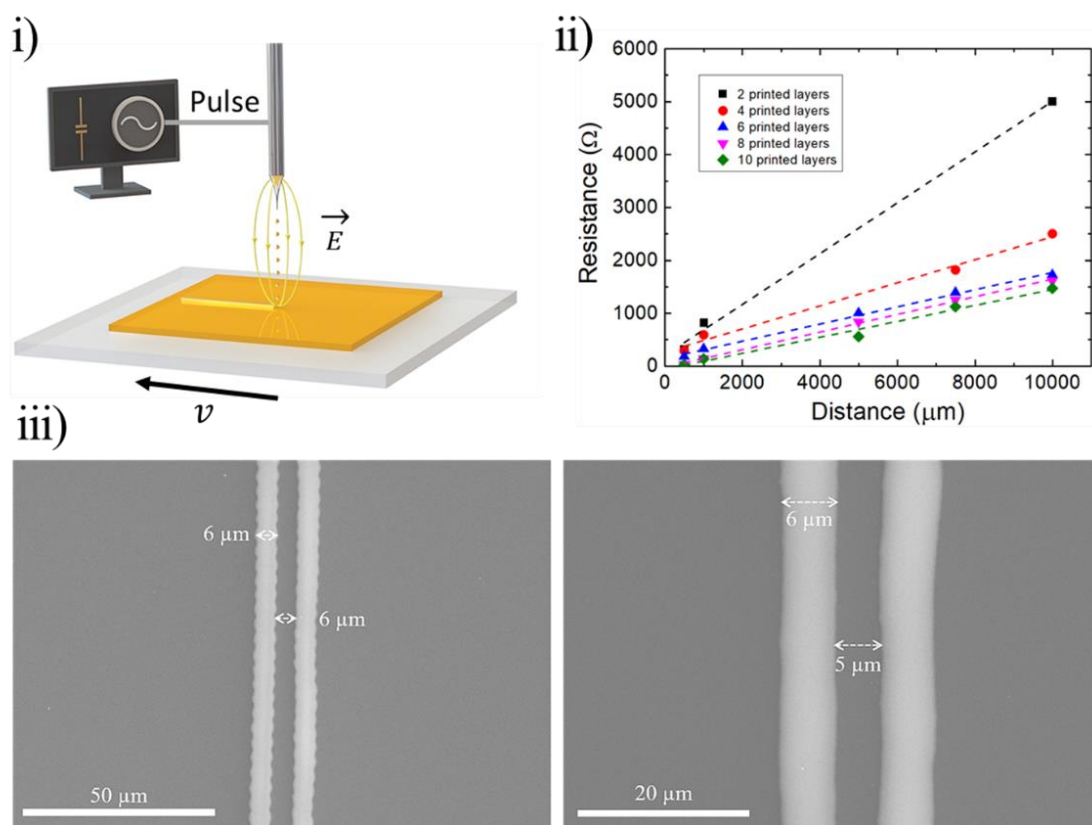 i)
Pulse
E
v
ii)
6000
5000
4000
3000
2000
1000
0
Resistance (Ω)
2 printed layers
4 printed layers
6 printed layers
8 printed layers
10 printed layers
0 2000 4000 6000 8000 10000
Distance (μm)
iii)
6 μm
6 μm
50 μm
6 μm
5 μm
20 μm